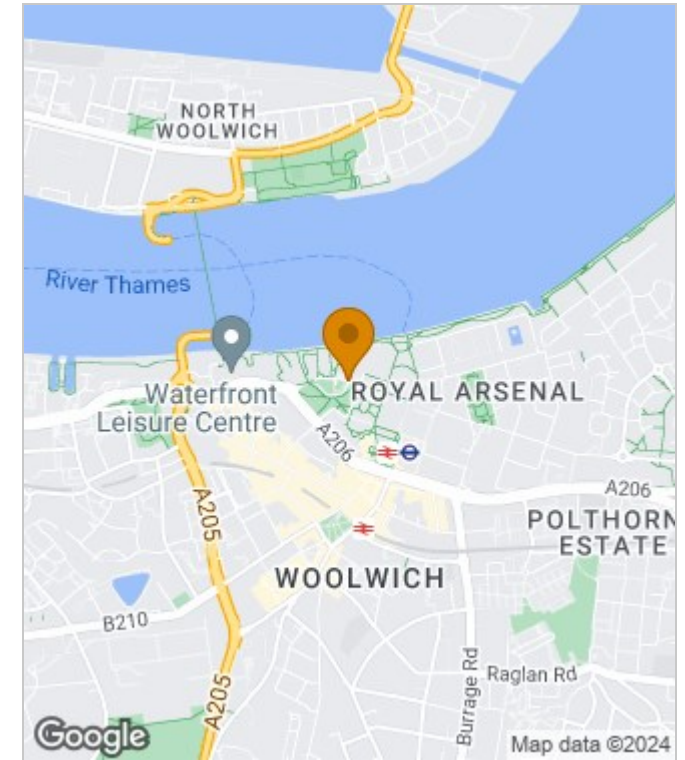 NORTH
WOOLWICH
River Thames
Waterfront
Leisure Centre
ROYAL ARSENAL
A206
A206
A205
POLTHORN
ESTATE
WOOLWICH
B210
A205
Burrage Rd
Raglan Rd
Google
Map data ©2024